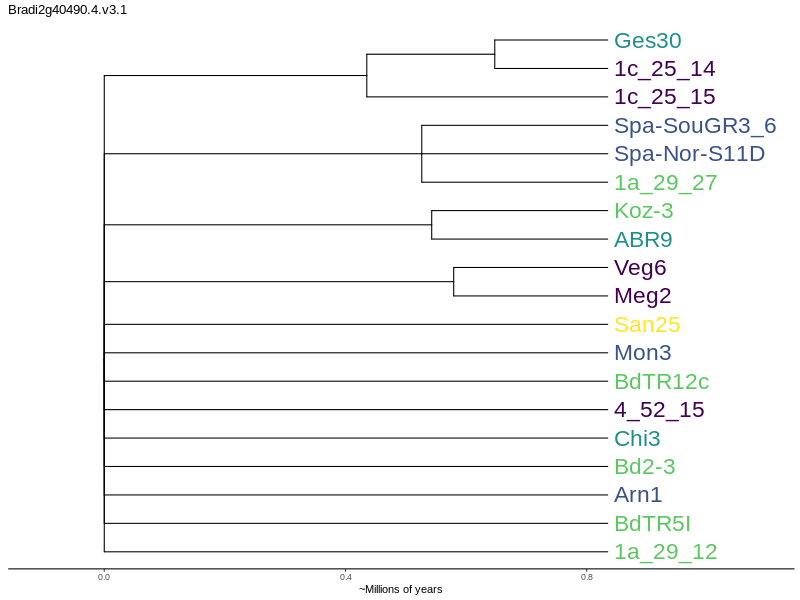 Bradi2g40490.4.v3.1
Ges30
1c_25_14
1c_25_15
Spa-SouGR3_6
Spa-Nor-S11D
1a_29_27
Koz-3
ABR9
Veg6
Meg2
San25
Mon3
BdTR12c
4_52_15
Chi3
Bd2-3
Arn1
BdTR5I
1a_29_12
0.0 0.4 0.8
~Millions of years